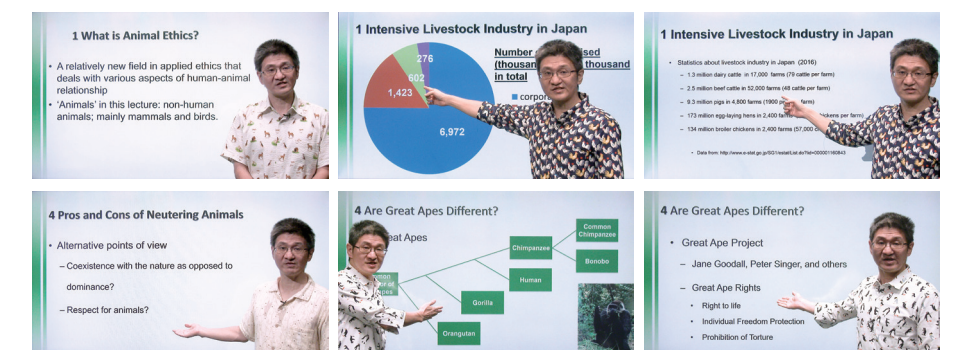 1 What is Animal Ethics?
• A relatively new field in applied ethics that
deals with various aspects of human-animal
relationship
• 'Animals' in this lecture: non-human
animals; mainly mammals and birds.
1 Intensive Livestock Industry in Japan
276
602
1,423
6,972
Number
(thousan thousand
in total
corpor
1 Intensive Livestock Industry in Japan
• Statistics about livestock industry in Japan (2016)
– 1.3 million dairy cattle in 17,000 farms (79 cattle per farm)
– 2.5 million beef cattle in 52,000 farms (48 cattle per farm)
– 9.3 million pigs in 4,800 farms (1900 farm)
– 173 million egg-laying hens in 2,400 chickens per farm)
– 134 million broiler chickens in 2,400 farms (57,000
4 Pros and Cons of Neutering Animals
• Alternative points of view
– Coexistence with the nature as opposed to
dominance?
– Respect for animals?
4 Are Great Apes Different?
eat Apes
Common
Chimpanzee
Chimpanzee
Bonobo
Human
Gorilla
Orangutan
4 Are Great Apes Different?
• Great Ape Project
– Jane Goodall, Peter Singer, and others
– Great Ape Rights
• Right to life
• Individual Freedom Protection
• Prohibition of Torture